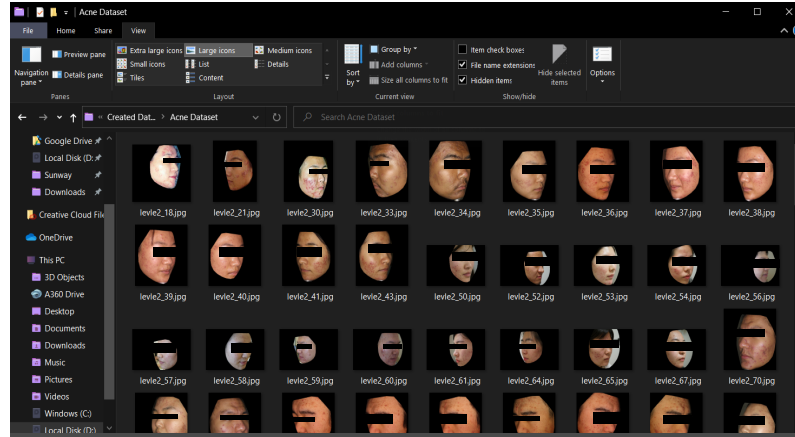 Acne Dataset
File Home Share View
Navigation pane
Preview pane
Details pane
Panes
Extra large icons Large icons Medium icons
Small icons List Details
Tiles Content
Layout
Sort by
Group by
Add columns
Size all columns to fit
Current view
Item check boxes
File name extensions
Hidden items
Hide selected items
Show/hide
Options
« Created Dat... > Acne Dataset
Search Acne Dataset
Google Drive
Local Disk (D:)
Sunway
Downloads
Creative Cloud File
OneDrive
This PC
3D Objects
A360 Drive
Desktop
Documents
Downloads
Music
Pictures
Videos
Windows (C:)
Local Disk (D:)
levle2_18.jpg levle2_21.jpg levle2_30.jpg levle2_33.jpg levle2_34.jpg levle2_35.jpg levle2_36.jpg levle2_37.jpg levle2_38.jpg
levle2_39.jpg levle2_40.jpg levle2_41.jpg levle2_43.jpg levle2_50.jpg levle2_52.jpg levle2_53.jpg levle2_54.jpg levle2_56.jpg
levle2_57.jpg levle2_58.jpg levle2_59.jpg levle2_60.jpg levle2_61.jpg levle2_64.jpg levle2_65.jpg levle2_67.jpg levle2_70.jpg